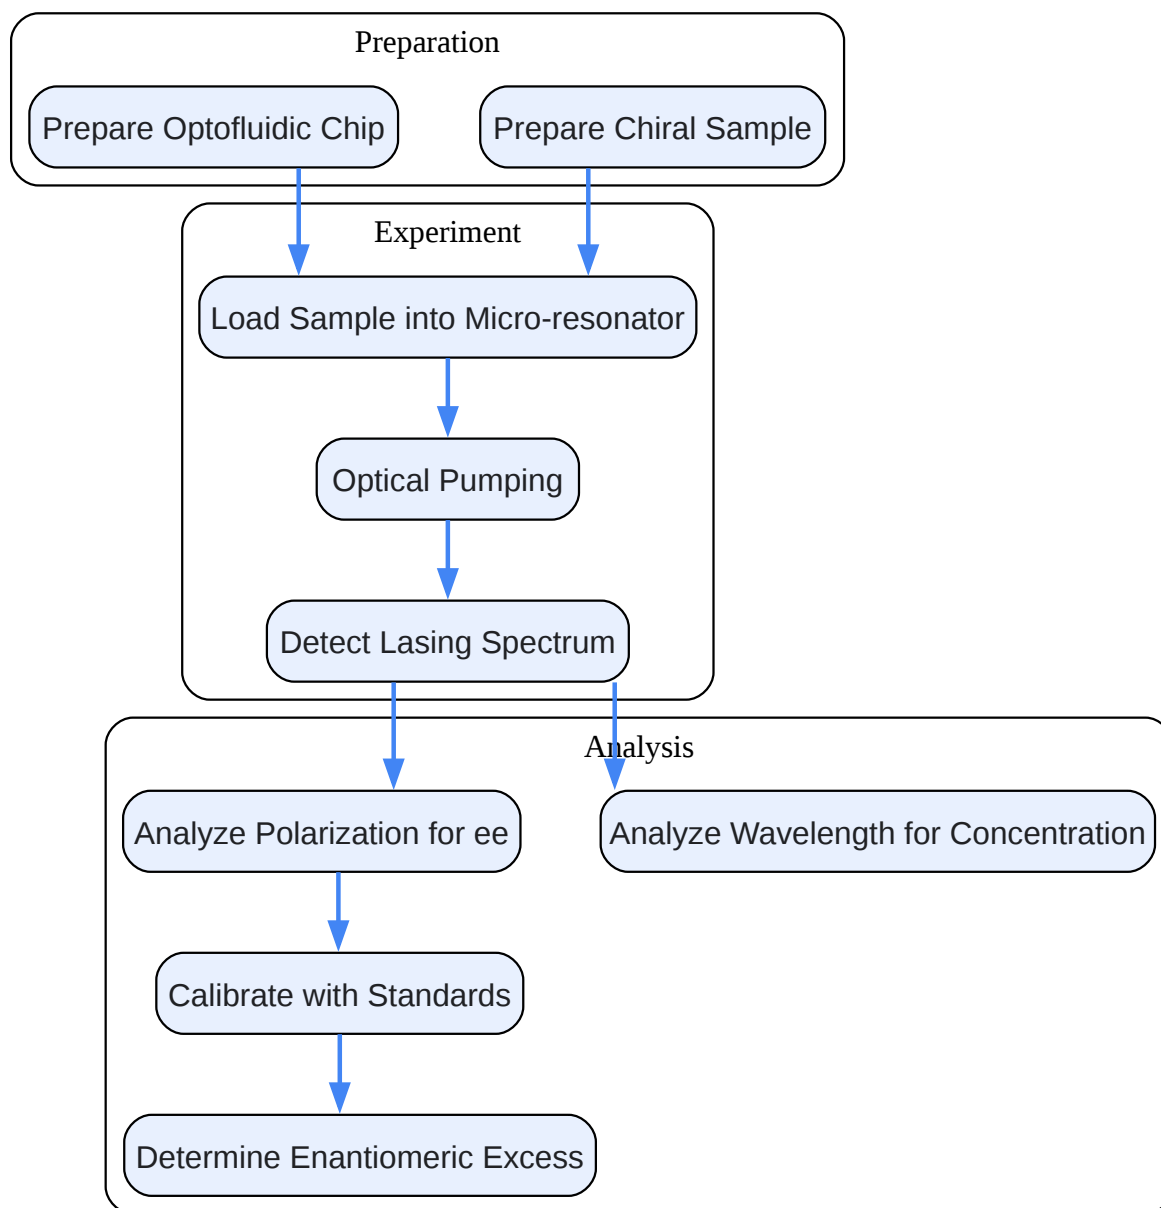 Preparation
Prepare Optofluidic Chip
Prepare Chiral Sample
Experiment
Load Sample into Micro-resonator
Optical Pumping
Detect Lasing Spectrum
Analysis
Analyze Polarization for ee
Analyze Wavelength for Concentration
Calibrate with Standards
Determine Enantiomeric Excess